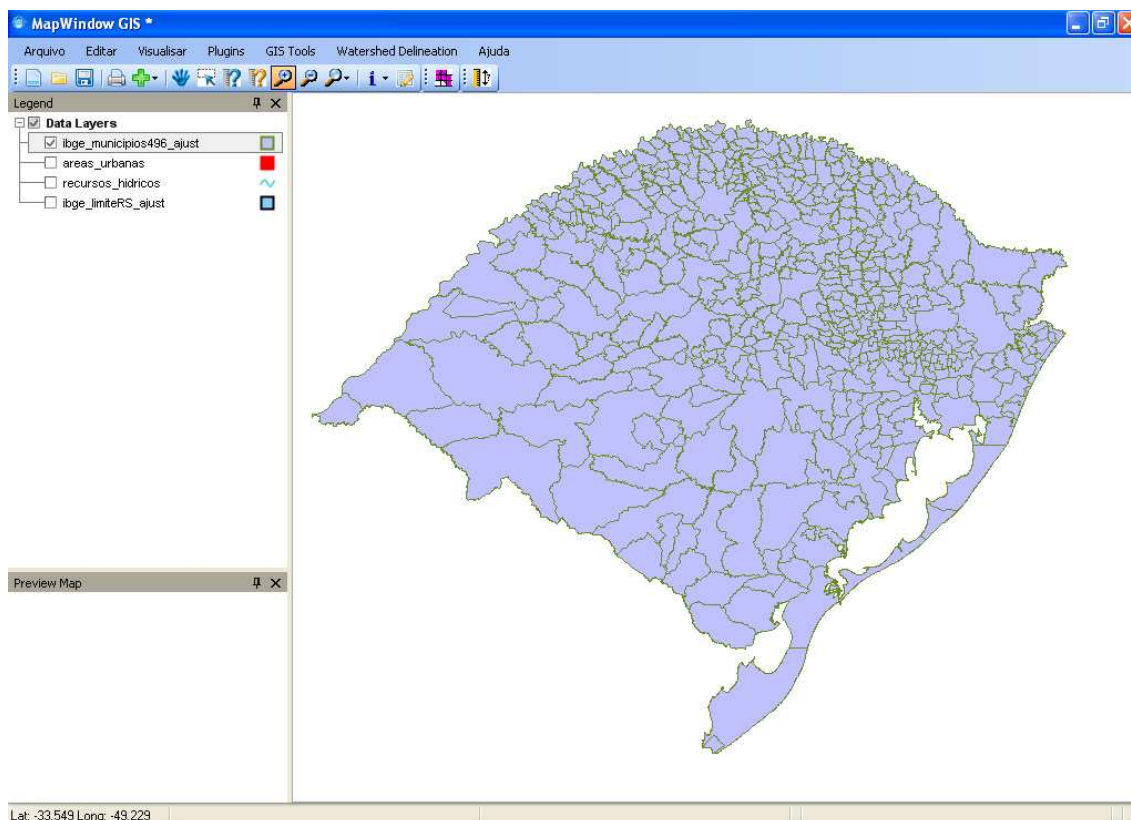 MapWindow GIS *
Arquivo Editar Visualisar Plugins GIS Tools Watershed Delineation Ajuda
Legend
Data Layers
ibge_municipios496_ajust
areas_urbanas
recursos_hidricos
ibge_limiteRS_ajust
Preview Map
Lat: -33.549 Long: -49.229